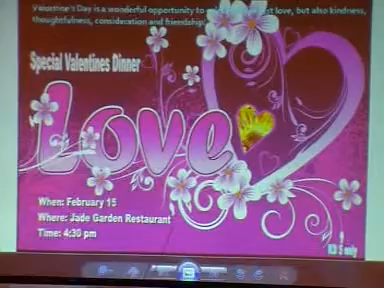 Valentine's Day is a wonderful opportunity to love, but also kindness,
thoughtfulness, consideration and friendship.
Special Valentines Dinner
Love
When: February 15
Where: Jade Garden Restaurant
Time: 4:30 pm
only